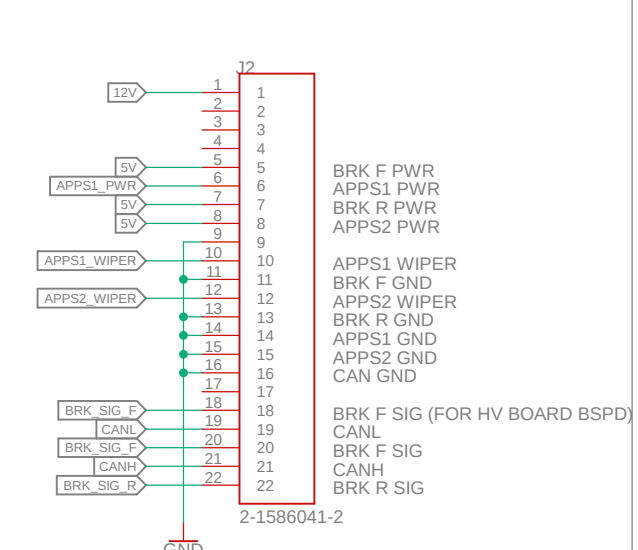 J2
12V 1 1
2 2
3 3
4 4
5V 5 5 BRK F PWR
APPS1_PWR 6 6 APPS1 PWR
5V 7 7 BRK R PWR
5V 8 8 APPS2 PWR
9 9
APPS1_WIPER 10 10 APPS1 WIPER
11 11 BRK F GND
APPS2_WIPER 12 12 APPS2 WIPER
13 13 BRK R GND
14 14 APPS1 GND
15 15 APPS2 GND
16 16 CAN GND
17 17
BRK_SIG_F 18 18 BRK F SIG (FOR HV BOARD BSPD)
CANL 19 19 CANL
BRK_SIG_F 20 20 BRK F SIG
CANH 21 21 CANH
BRK_SIG_R 22 22 BRK R SIG
2-1586041-2
GND